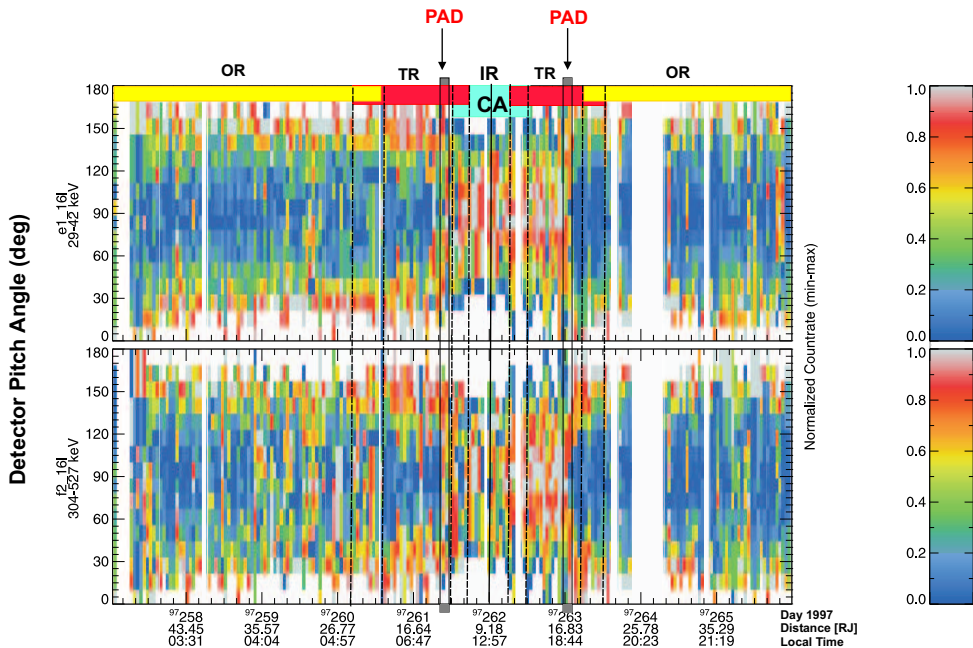 PAD PAD
OR TR IR TR OR
CA
Detector Pitch Angle (deg)
e1_16I
29-42 keV
180
150
120
90
60
30
0
f2_16I
304-527 keV
180
150
120
90
60
30
0
Normalized Countrate (min-max)
1.0
0.8
0.6
0.4
0.2
0.0
1.0
0.8
0.6
0.4
0.2
0.0
97258 97259 97260 97261 97262 97263 97264 97265 Day 1997
43.45 35.57 26.77 16.64 9.18 16.83 25.78 35.29 Distance [RJ]
03:31 04:04 04:57 06:47 12:57 18:44 20:23 21:19 Local Time